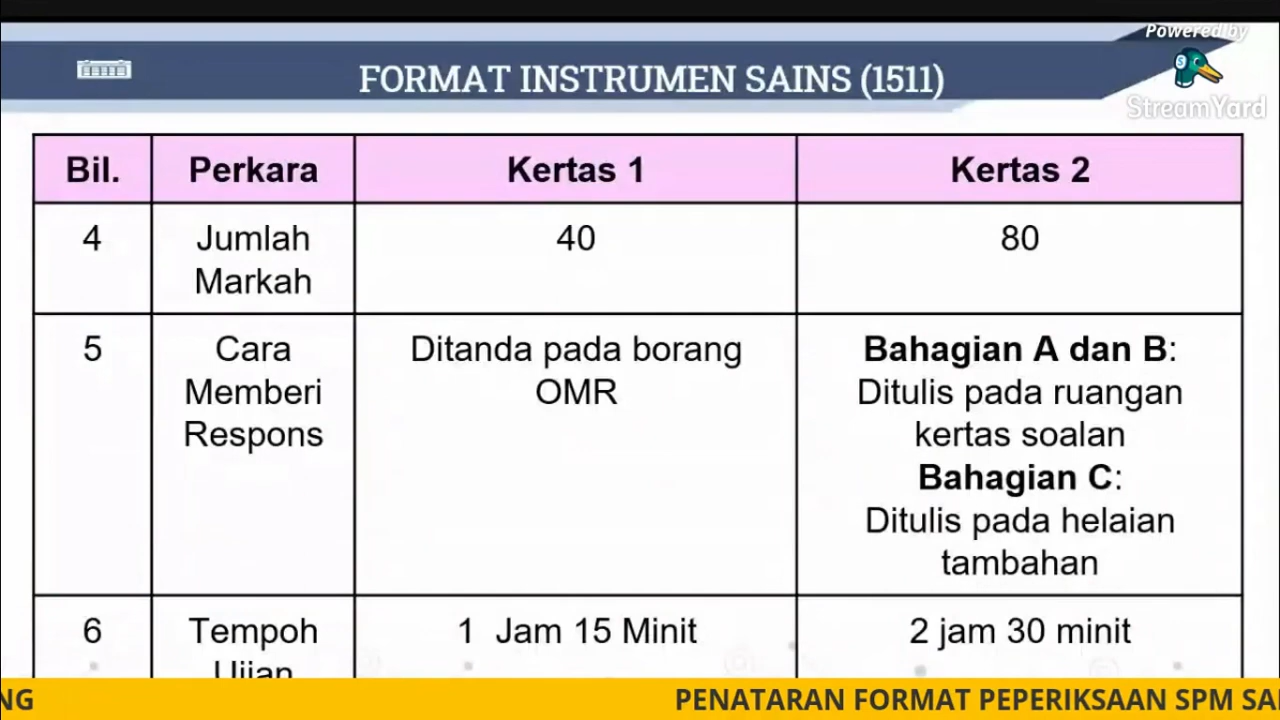 Powered by
StreamYard
FORMAT INSTRUMEN SAINS (1511)
Bil. Perkara Kertas 1 Kertas 2
4 Jumlah Markah 40 80
5 Cara Memberi Respons Ditanda pada borang OMR Bahagian A dan B: Ditulis pada ruangan kertas soalan Bahagian C: Ditulis pada helaian tambahan
6 Tempoh Ujian 1 Jam 15 Minit 2 jam 30 minit
NG PENATARAN FORMAT PEPERIKSAAN SPM SA